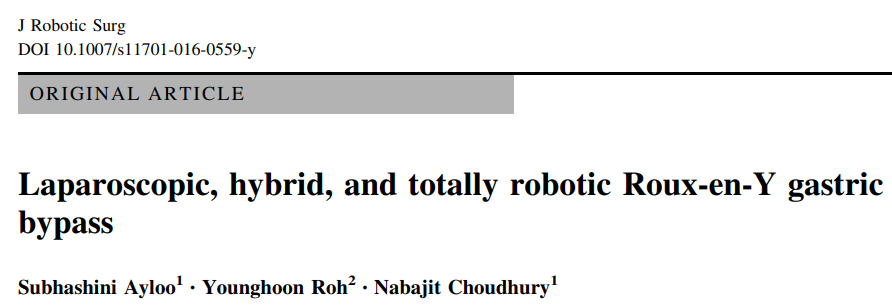 J Robotic Surg
DOI 10.1007/s11701-016-0559-y
ORIGINAL ARTICLE
Laparoscopic, hybrid, and totally robotic Roux-en-Y gastric
bypass
Subhashini Ayloo1 · Younghoon Roh2 · Nabajit Choudhury1